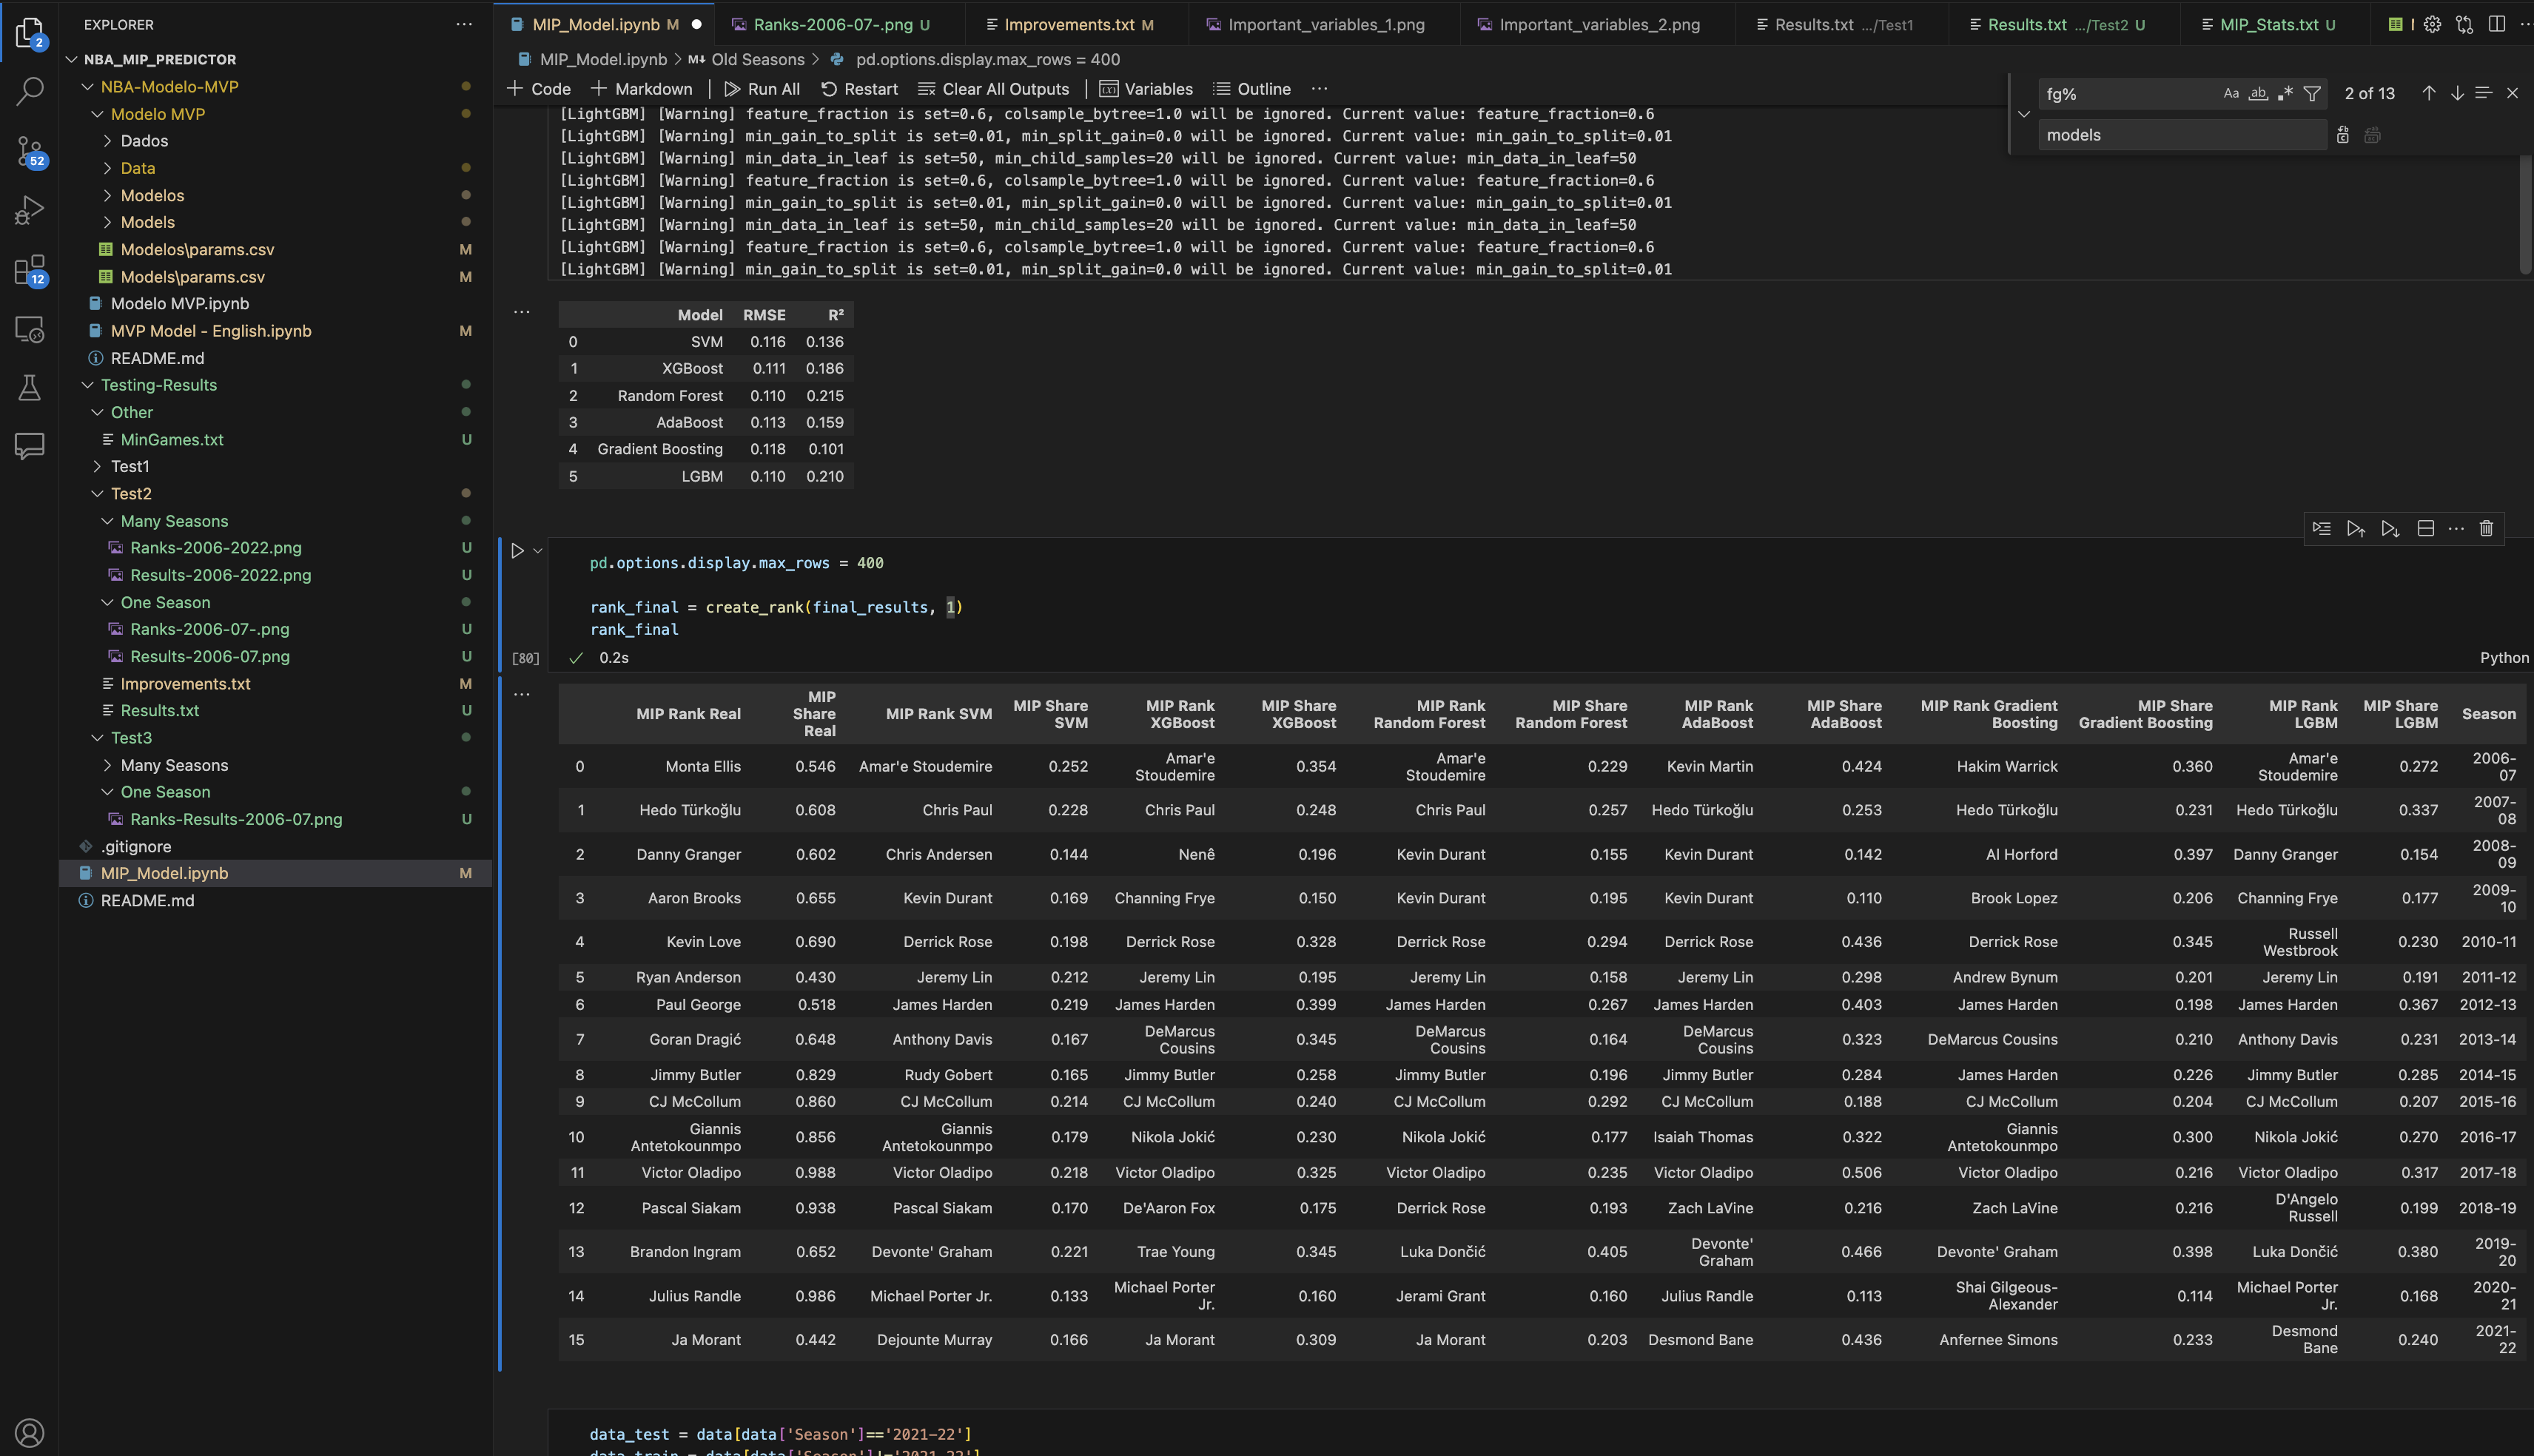 EXPLORER
NBA_MIP_PREDICTOR
NBA-Modelo-MVP
Modelo MVP
Dados
Data
Modelos
Models
Modelos\params.csv M
Models\params.csv M
Modelo MVP.ipynb
MVP Model - English.ipynb M
README.md
Testing-Results
Other
MinGames.txt U
Test1
Test2
Many Seasons
Ranks-2006-2022.png U
Results-2006-2022.png U
One Season
Ranks-2006-07-.png U
Results-2006-07.png U
Improvements.txt M
Results.txt U
Test3
Many Seasons
One Season
Ranks-Results-2006-07.png U
.gitignore
MIP_Model.ipynb M
README.md
2
52
12
MIP_Model.ipynb M Ranks-2006-07-.png U Improvements.txt M Important_variables_1.png Important_variables_2.png Results.txt .../Test1 Results.txt .../Test2 U MIP_Stats.txt U
MIP_Model.ipynb > M↓ Old Seasons > pd.options.display.max_rows = 400
+ Code + Markdown Run All Restart Clear All Outputs Variables Outline ...
fg% Aa ab 2 of 13
models
[LightGBM] [Warning] feature_fraction is set=0.6, colsample_bytree=1.0 will be ignored. Current value: feature_fraction=0.6
[LightGBM] [Warning] min_gain_to_split is set=0.01, min_split_gain=0.0 will be ignored. Current value: min_gain_to_split=0.01
[LightGBM] [Warning] min_data_in_leaf is set=50, min_child_samples=20 will be ignored. Current value: min_data_in_leaf=50
[LightGBM] [Warning] feature_fraction is set=0.6, colsample_bytree=1.0 will be ignored. Current value: feature_fraction=0.6
[LightGBM] [Warning] min_gain_to_split is set=0.01, min_split_gain=0.0 will be ignored. Current value: min_gain_to_split=0.01
[LightGBM] [Warning] min_data_in_leaf is set=50, min_child_samples=20 will be ignored. Current value: min_data_in_leaf=50
[LightGBM] [Warning] feature_fraction is set=0.6, colsample_bytree=1.0 will be ignored. Current value: feature_fraction=0.6
[LightGBM] [Warning] min_gain_to_split is set=0.01, min_split_gain=0.0 will be ignored. Current value: min_gain_to_split=0.01
Model RMSE R²
0 SVM 0.116 0.136
1 XGBoost 0.111 0.186
2 Random Forest 0.110 0.215
3 AdaBoost 0.113 0.159
4 Gradient Boosting 0.118 0.101
5 LGBM 0.110 0.210
pd.options.display.max_rows = 400
rank_final = create_rank(final_results, 1)
rank_final
[80] 0.2s Python
MIP Rank Real MIP Share Real MIP Rank SVM MIP Share SVM MIP Rank XGBoost MIP Share XGBoost MIP Rank Random Forest MIP Share Random Forest MIP Rank AdaBoost MIP Share AdaBoost MIP Rank Gradient Boosting MIP Share Gradient Boosting MIP Rank LGBM MIP Share LGBM Season
0 Monta Ellis 0.546 Amar'e Stoudemire 0.252 Amar'e Stoudemire 0.354 Amar'e Stoudemire 0.229 Kevin Martin 0.424 Hakim Warrick 0.360 Amar'e Stoudemire 0.272 2006-07
1 Hedo Türkoğlu 0.608 Chris Paul 0.228 Chris Paul 0.248 Chris Paul 0.257 Hedo Türkoğlu 0.253 Hedo Türkoğlu 0.231 Hedo Türkoğlu 0.337 2007-08
2 Danny Granger 0.602 Chris Andersen 0.144 Nenê 0.196 Kevin Durant 0.155 Kevin Durant 0.142 Al Horford 0.397 Danny Granger 0.154 2008-09
3 Aaron Brooks 0.655 Kevin Durant 0.169 Channing Frye 0.150 Kevin Durant 0.195 Kevin Durant 0.110 Brook Lopez 0.206 Channing Frye 0.177 2009-10
4 Kevin Love 0.690 Derrick Rose 0.198 Derrick Rose 0.328 Derrick Rose 0.294 Derrick Rose 0.436 Derrick Rose 0.345 Russell Westbrook 0.230 2010-11
5 Ryan Anderson 0.430 Jeremy Lin 0.212 Jeremy Lin 0.195 Jeremy Lin 0.158 Jeremy Lin 0.298 Andrew Bynum 0.201 Jeremy Lin 0.191 2011-12
6 Paul George 0.518 James Harden 0.219 James Harden 0.399 James Harden 0.267 James Harden 0.403 James Harden 0.198 James Harden 0.367 2012-13
7 Goran Dragić 0.648 Anthony Davis 0.167 DeMarcus Cousins 0.345 DeMarcus Cousins 0.164 DeMarcus Cousins 0.323 DeMarcus Cousins 0.210 Anthony Davis 0.231 2013-14
8 Jimmy Butler 0.829 Rudy Gobert 0.165 Jimmy Butler 0.258 Jimmy Butler 0.196 Jimmy Butler 0.284 James Harden 0.226 Jimmy Butler 0.285 2014-15
9 CJ McCollum 0.860 CJ McCollum 0.214 CJ McCollum 0.240 CJ McCollum 0.292 CJ McCollum 0.188 CJ McCollum 0.204 CJ McCollum 0.207 2015-16
10 Giannis Antetokounmpo 0.856 Giannis Antetokounmpo 0.179 Nikola Jokić 0.230 Nikola Jokić 0.177 Isaiah Thomas 0.322 Giannis Antetokounmpo 0.300 Nikola Jokić 0.270 2016-17
11 Victor Oladipo 0.988 Victor Oladipo 0.218 Victor Oladipo 0.325 Victor Oladipo 0.235 Victor Oladipo 0.506 Victor Oladipo 0.216 Victor Oladipo 0.317 2017-18
12 Pascal Siakam 0.938 Pascal Siakam 0.170 De'Aaron Fox 0.175 Derrick Rose 0.193 Zach LaVine 0.216 Zach LaVine 0.216 D'Angelo Russell 0.199 2018-19
13 Brandon Ingram 0.652 Devonte' Graham 0.221 Trae Young 0.345 Luka Dončić 0.405 Devonte' Graham 0.466 Devonte' Graham 0.398 Luka Dončić 0.380 2019-20
14 Julius Randle 0.986 Michael Porter Jr. 0.133 Michael Porter Jr. 0.160 Jerami Grant 0.160 Julius Randle 0.113 Shai Gilgeous-Alexander 0.114 Michael Porter Jr. 0.168 2020-21
15 Ja Morant 0.442 Dejounte Murray 0.166 Ja Morant 0.309 Ja Morant 0.203 Desmond Bane 0.436 Anfernee Simons 0.233 Desmond Bane 0.240 2021-22
data_test = data[data['Season']=='2021-22']